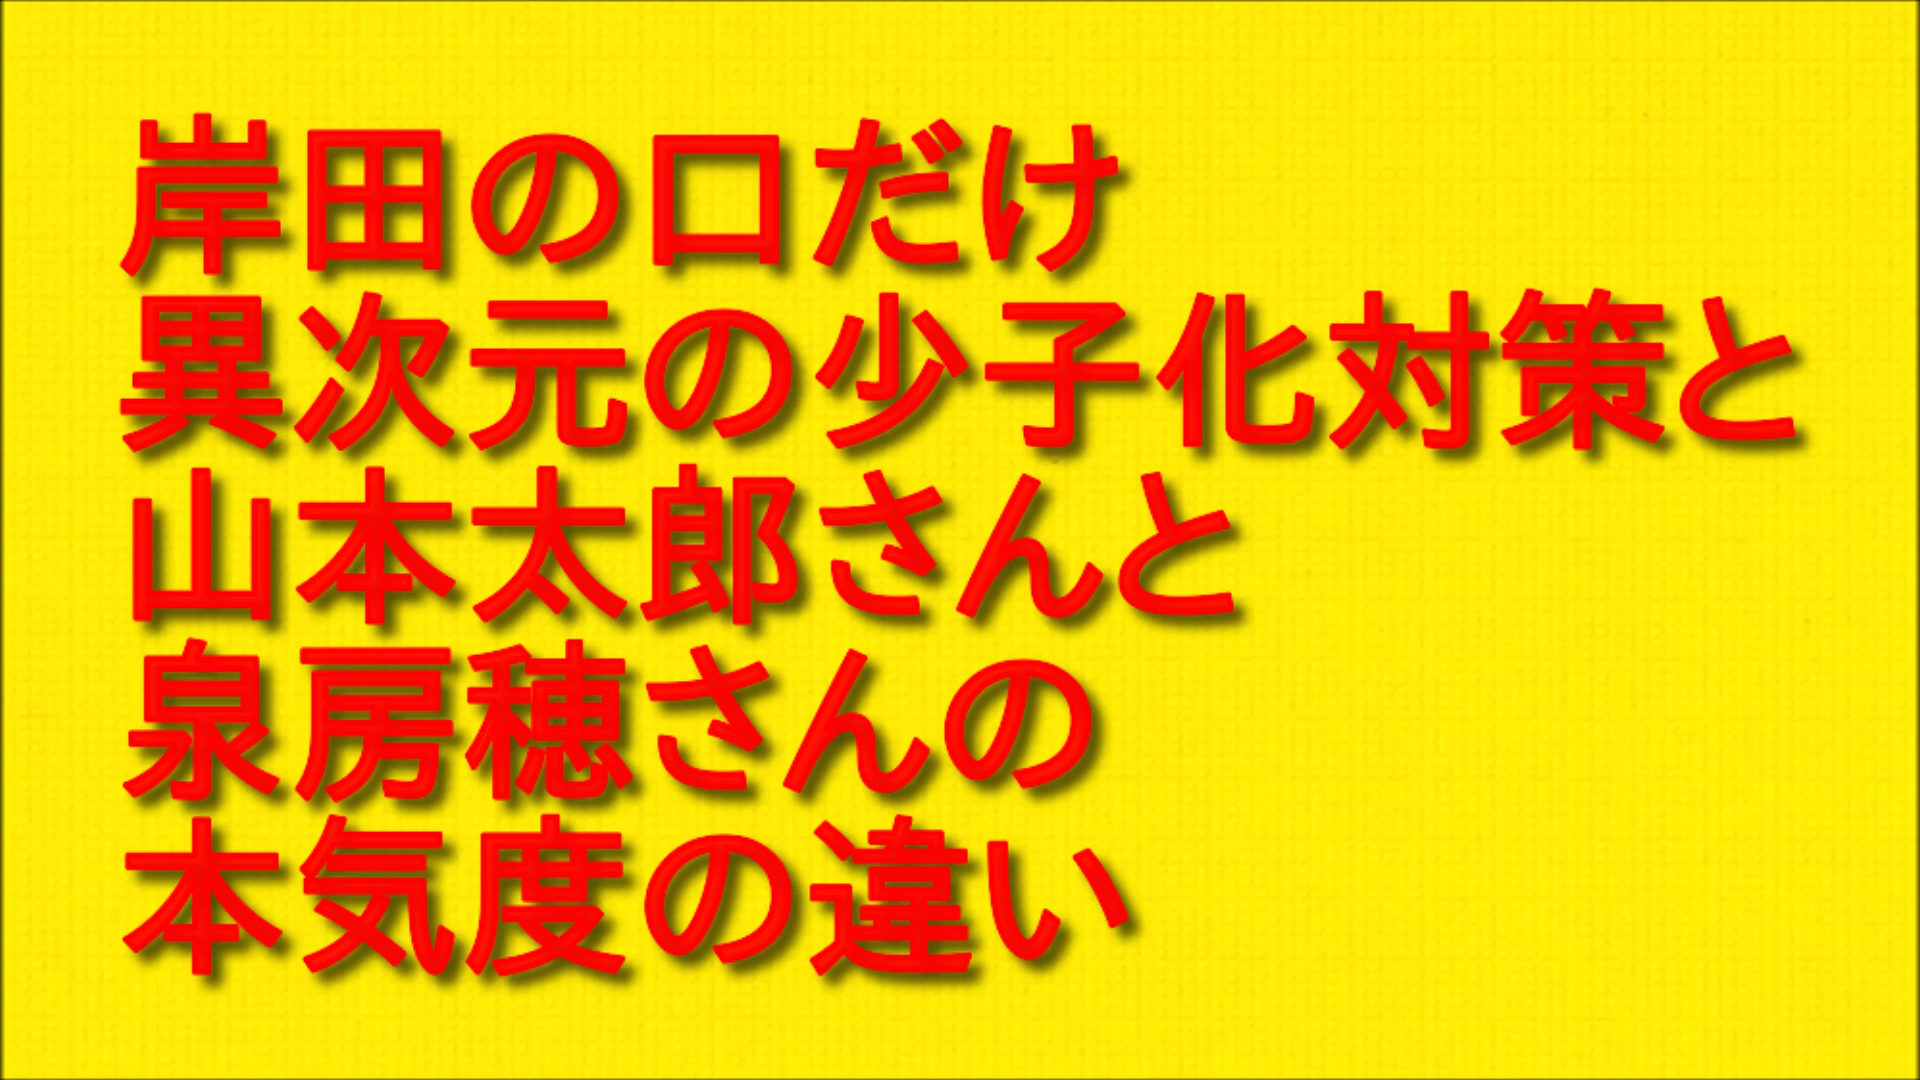 岸田の口だけ
異次元の少子化対策と
山本太郎さんと
泉房穂さんの
本気度の違い